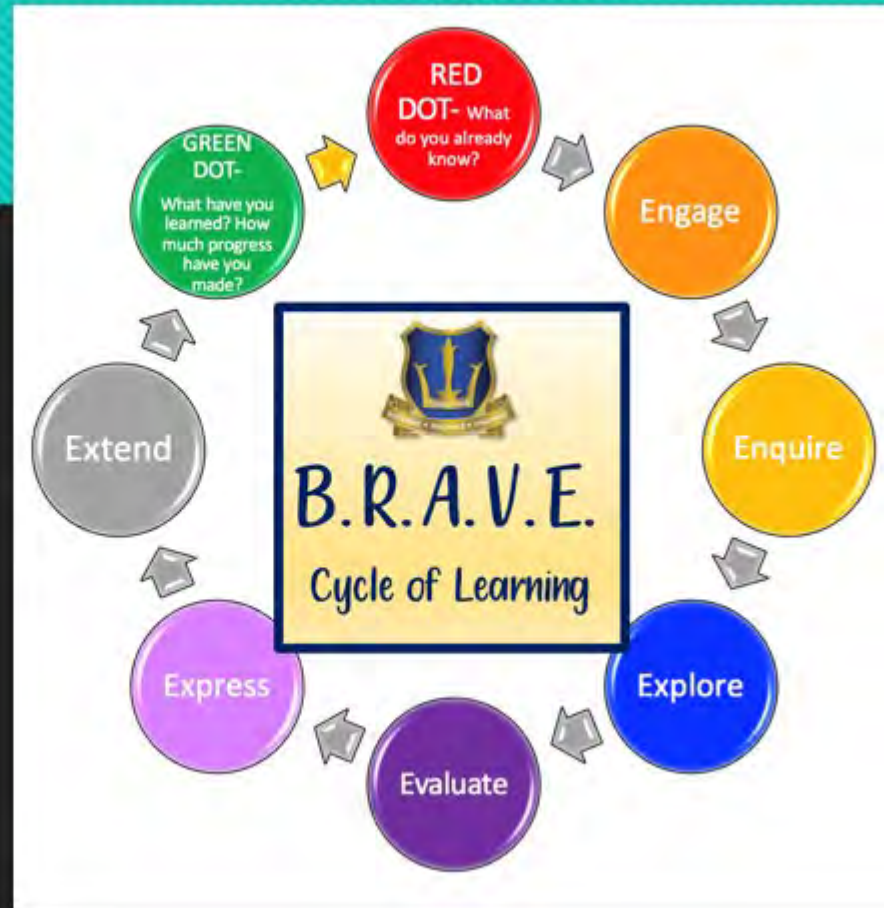 RED
DOT- What
do you already
know?
Engage
Enquire
Explore
Evaluate
Express
Extend
GREEN
DOT-
What have you
learned? How
much progress
have you
made?
B.R.A.V.E.
Cycle of Learning